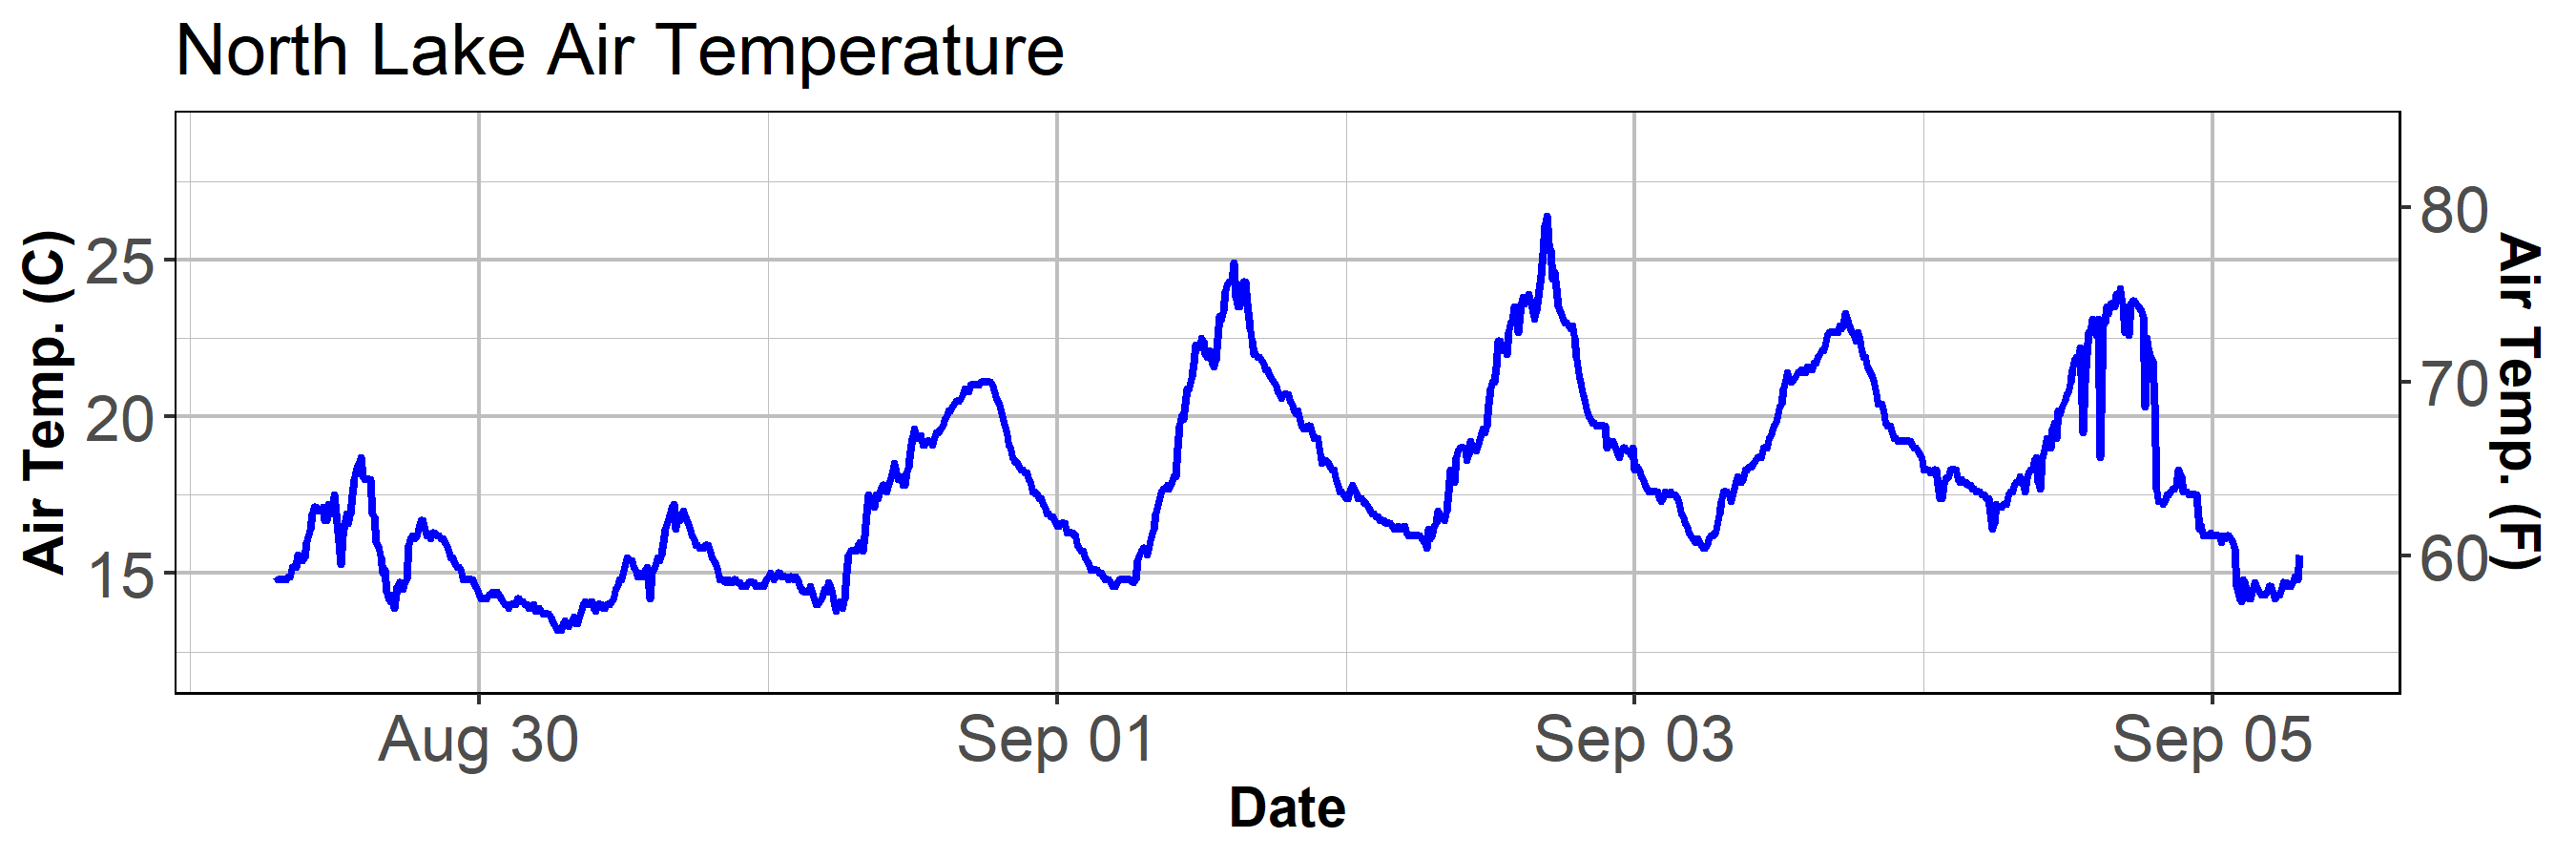 North Lake Air Temperature
Air Temp. (C)
25
20
15
80
70
60
Air Temp. (F)
Aug 30
Sep 01
Sep 03
Sep 05
Date